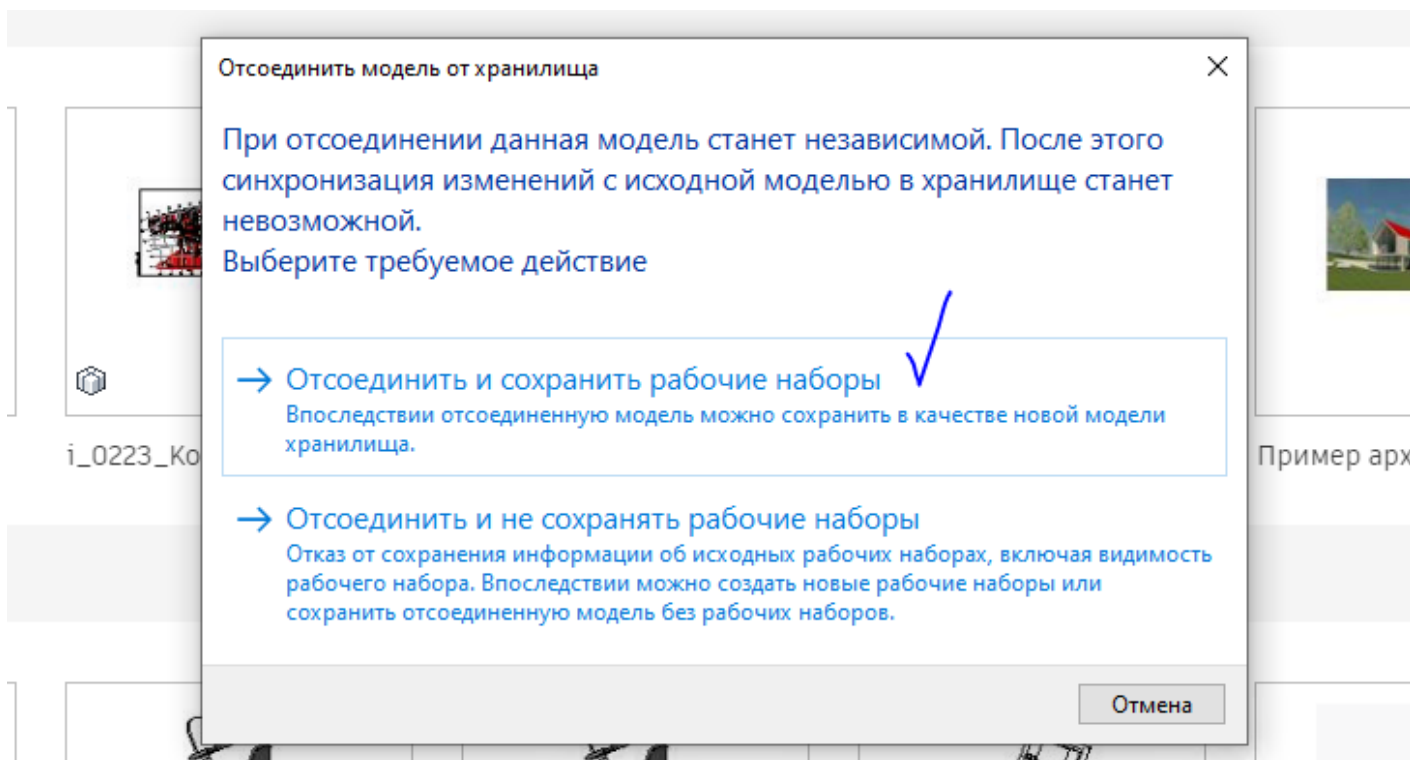 Отсоединить модель от хранилища
При отсоединении данная модель станет независимой. После этого
синхронизация изменений с исходной моделью в хранилище станет
невозможной.
Выберите требуемое действие
Отсоединить и сохранить рабочие наборы
Впоследствии отсоединенную модель можно сохранить в качестве новой модели
хранилища.
i_0223_Ко
Пример арх
Отсоединить и не сохранять рабочие наборы
Отказ от сохранения информации об исходных рабочих наборах, включая видимость
рабочего набора. Впоследствии можно создать новые рабочие наборы или
сохранить отсоединенную модель без рабочих наборов.
Отмена